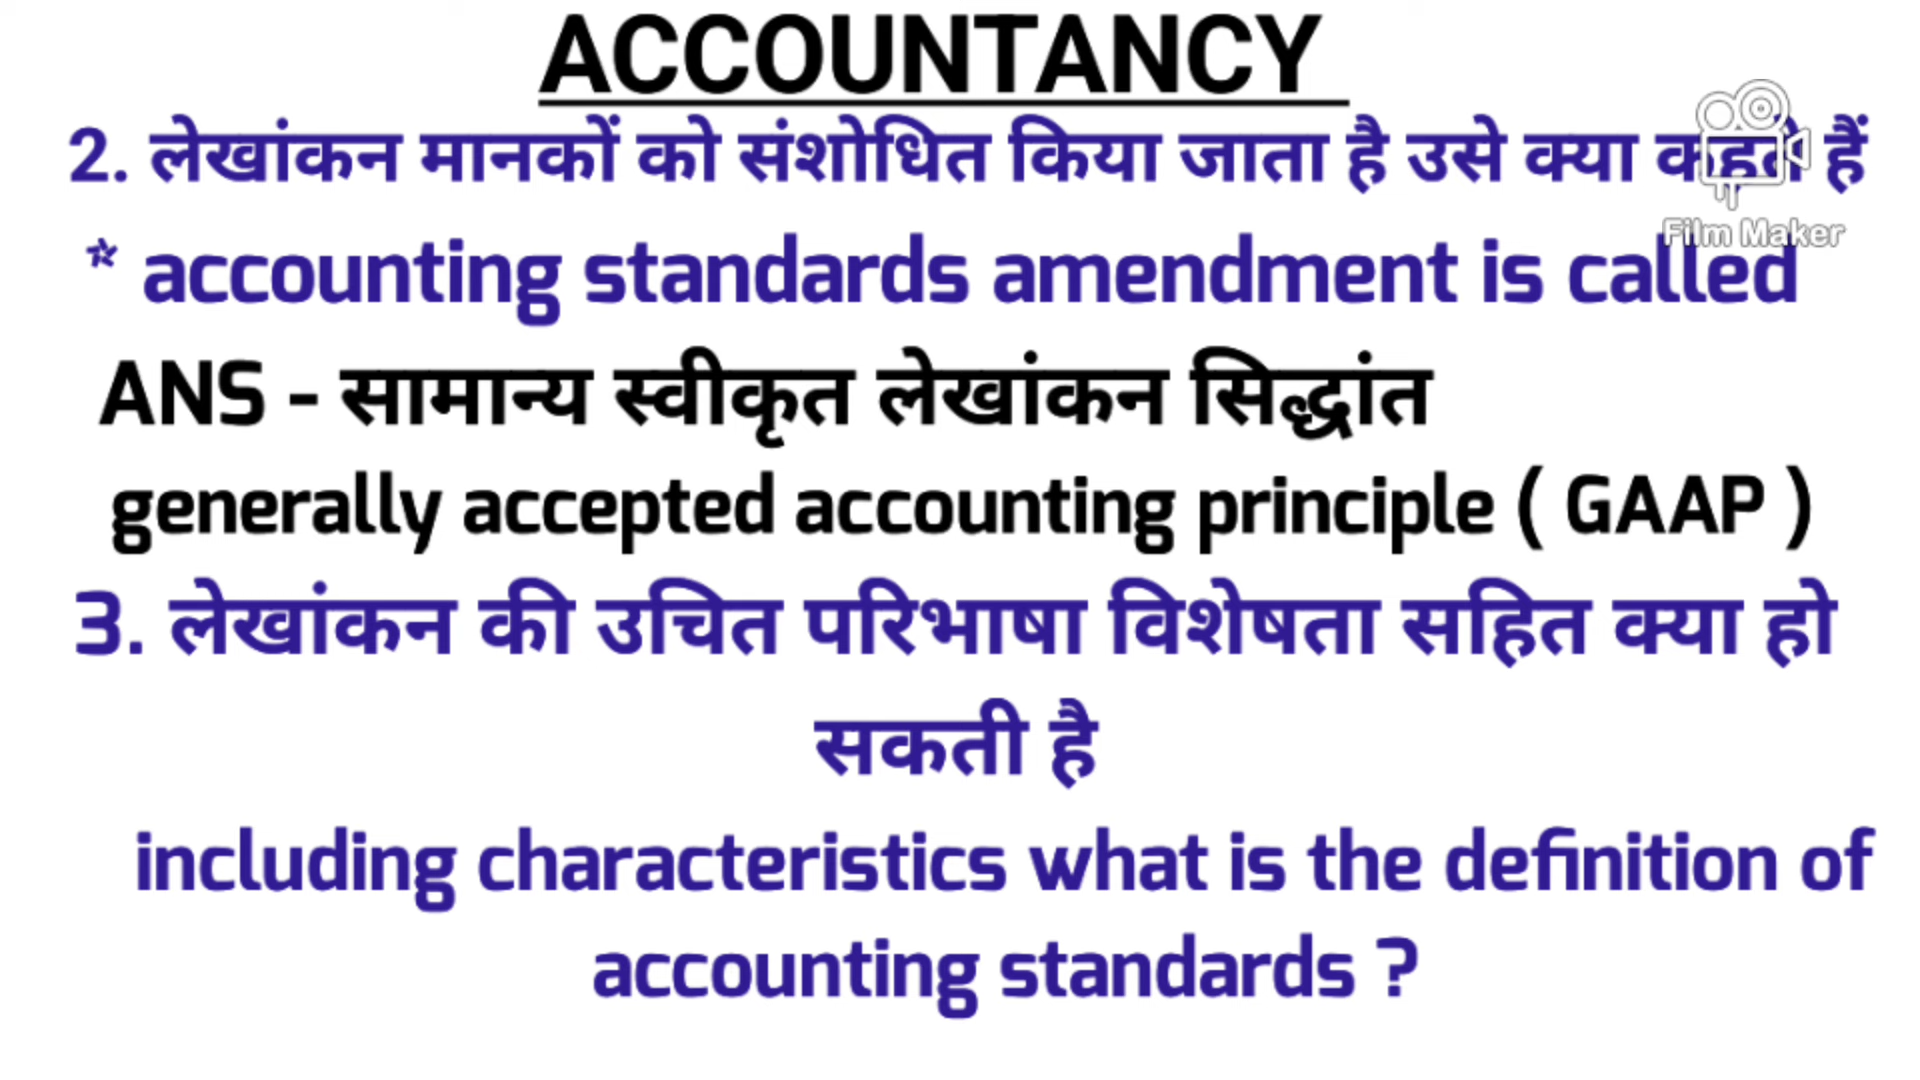 ACCOUNTANCY
2. लेखांकन मानकों को संशोधित किया जाता है उसे क्या कहते हैं
Film Maker
* accounting standards amendment is called
ANS - सामान्य स्वीकृत लेखांकन सिद्धांत
generally accepted accounting principle ( GAAP )
3. लेखांकन की उचित परिभाषा विशेषता सहित क्या हो
सकती है
including characteristics what is the definition of
accounting standards ?